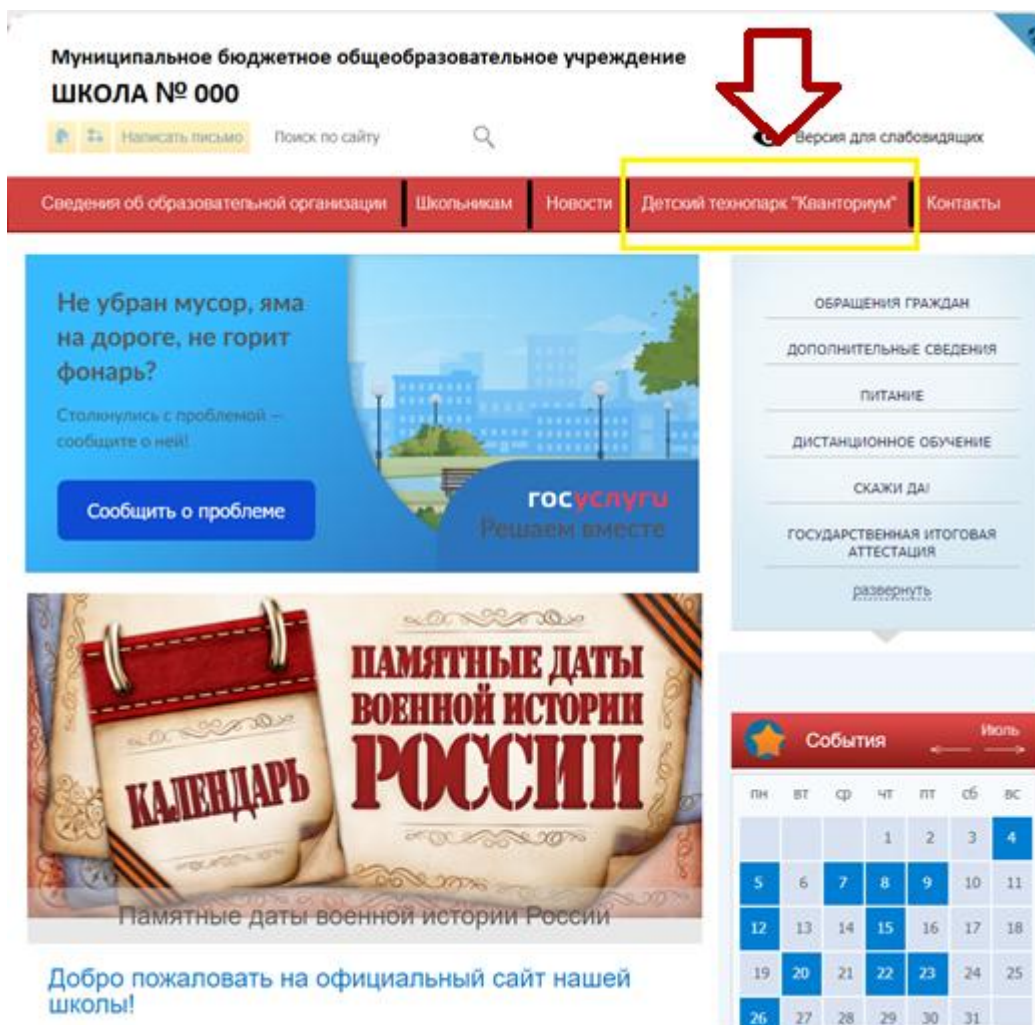 Муниципальное бюджетное общеобразовательное учреждение
ШКОЛА № 000
Написать письмо Поиск по сайту Версия для слабовидящих
Сведения об образовательной организации Школьникам Новости Детский технопарк "Кванториум" Контакты
Не убран мусор, яма
на дороге, не горит
фонарь?
Столкнулись с проблемой –
сообщите о ней!
Сообщить о проблеме
госуслуги
Решаем вместе
ОБРАЩЕНИЯ ГРАЖДАН
ДОПОЛНИТЕЛЬНЫЕ СВЕДЕНИЯ
ПИТАНИЕ
ДИСТАНЦИОННОЕ ОБУЧЕНИЕ
СКАЖИ ДА!
ГОСУДАРСТВЕННАЯ ИТОГОВАЯ
АТТЕСТАЦИЯ
развернуть
КАЛЕНДАРЬ
ПАМЯТНЫЕ ДАТЫ
ВОЕННОЙ ИСТОРИИ
РОССИИ
Памятные даты военной истории России
Добро пожаловать на официальный сайт нашей
школы!
События Июль
пн вт ср чт пт сб вс
1 2 3 4
5 6 7 8 9 10 11
12 13 14 15 16 17 18
19 20 21 22 23 24 25
26 27 28 29 30 31